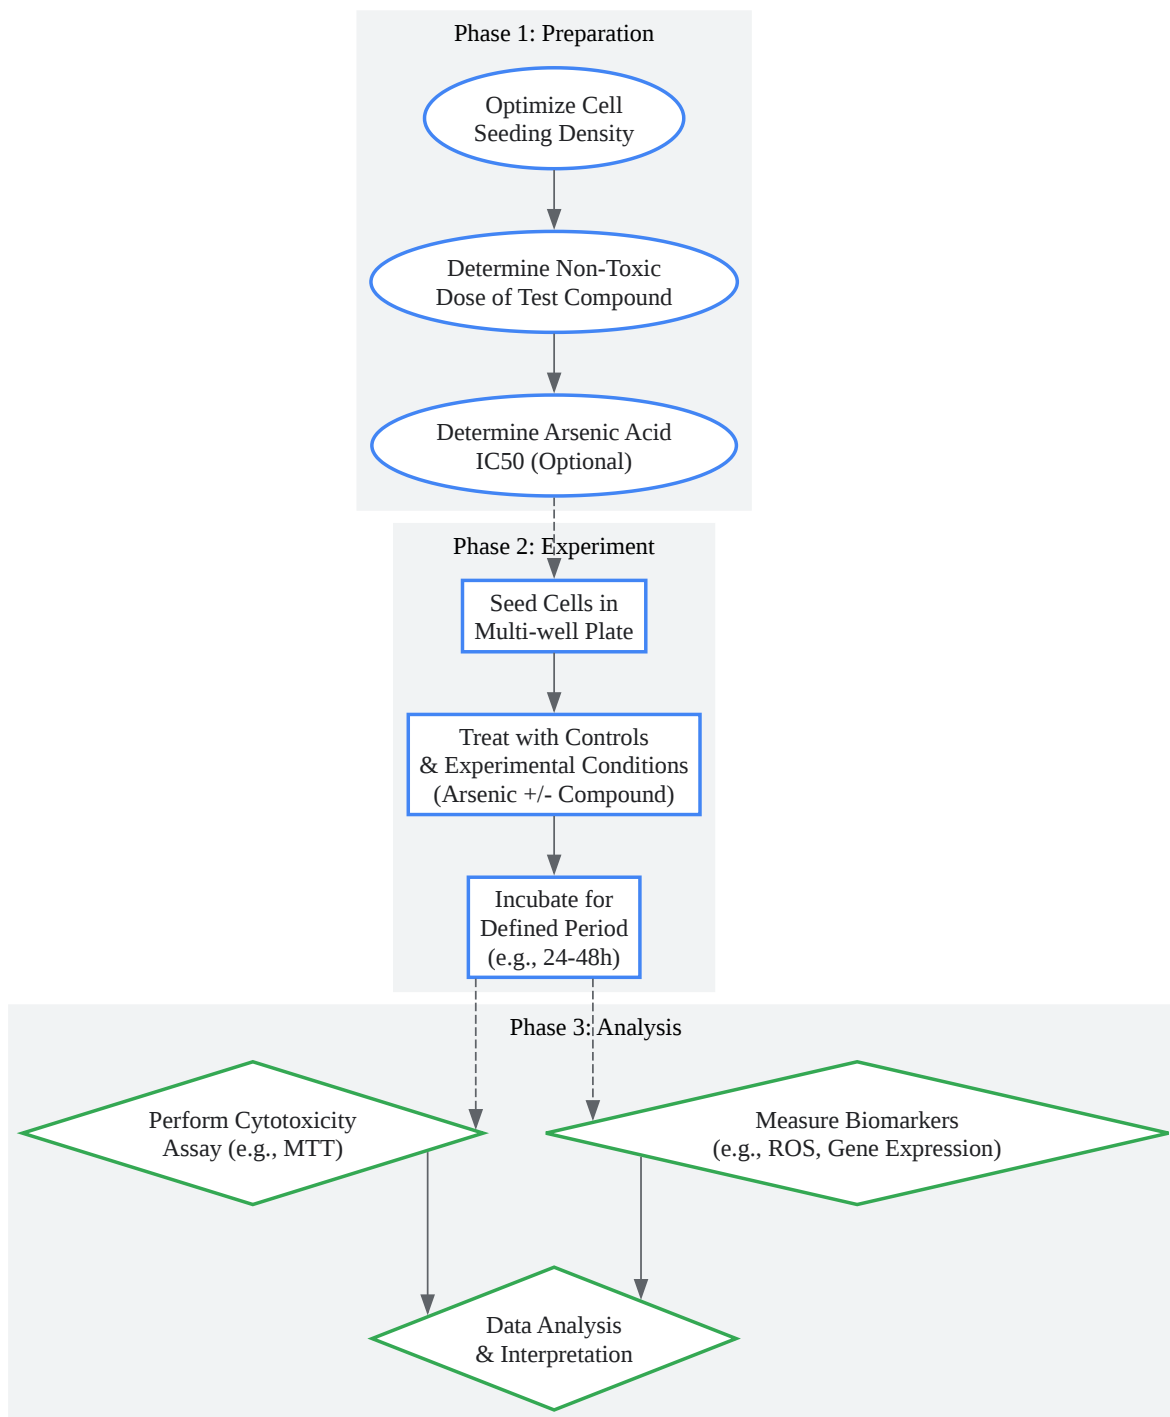 Phase 1: Preparation
Optimize Cell
Seeding Density
Determine Non-Toxic
Dose of Test Compound
Determine Arsenic Acid
IC50 (Optional)
Phase 2: Experiment
Seed Cells in
Multi-well Plate
Treat with Controls
& Experimental Conditions
(Arsenic +/- Compound)
Incubate for
Defined Period
(e.g., 24-48h)
Phase 3: Analysis
Perform Cytotoxicity
Assay (e.g., MTT)
Measure Biomarkers
(e.g., ROS, Gene Expression)
Data Analysis
& Interpretation